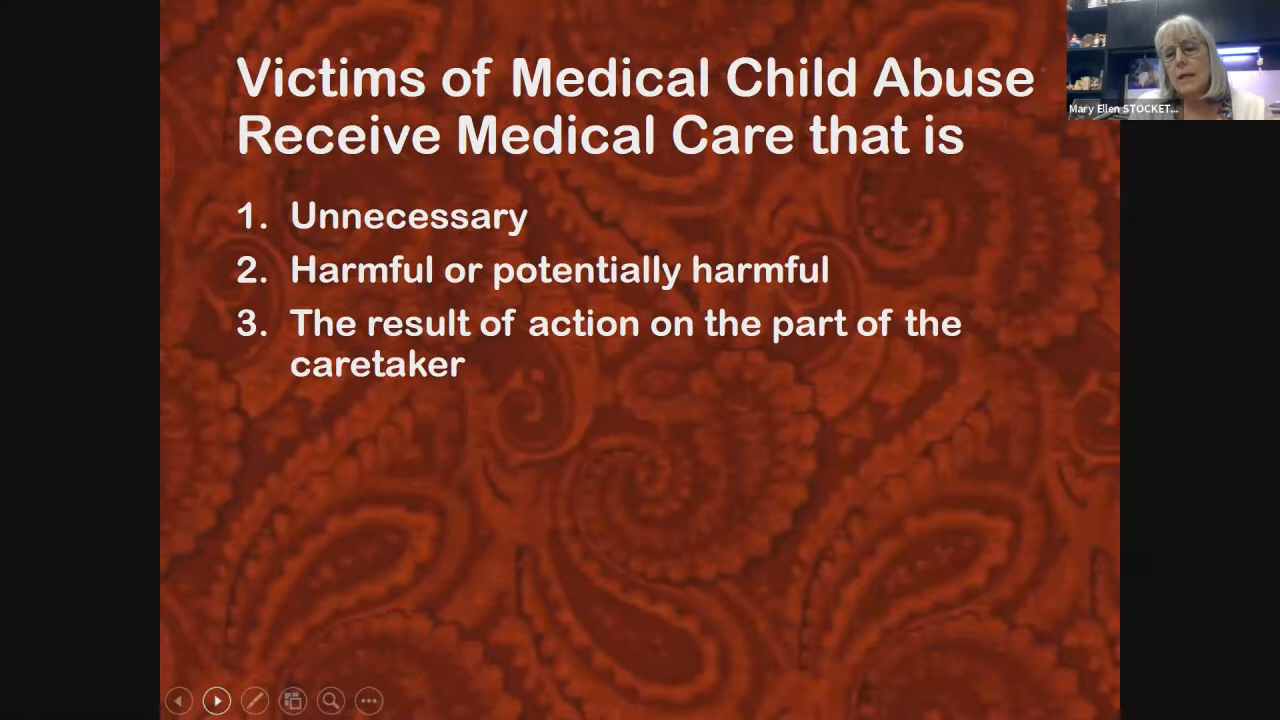 Victims of Medical Child Abuse
Receive Medical Care that is
1. Unnecessary
2. Harmful or potentially harmful
3. The result of action on the part of the
caretaker
Mary Ellen STOCKET...